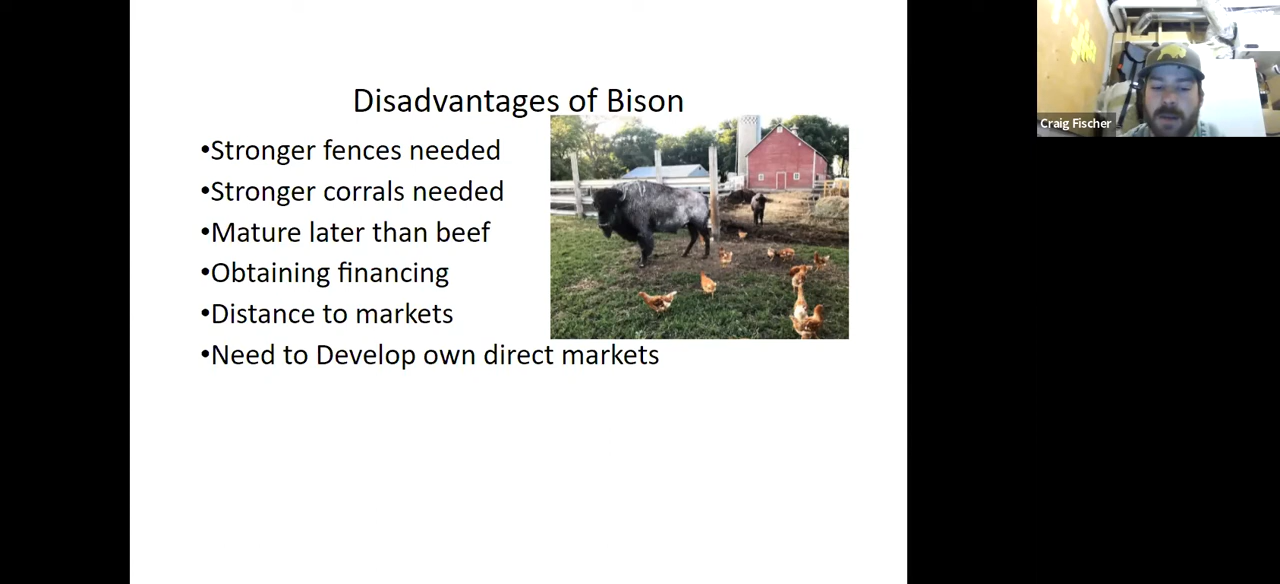 Disadvantages of Bison
•Stronger fences needed
•Stronger corrals needed
•Mature later than beef
•Obtaining financing
•Distance to markets
•Need to Develop own direct markets
Craig Fischer